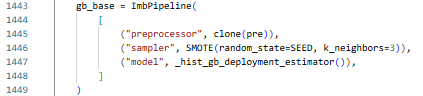 1443 gb_base = ImbPipeline(
1444 [
1445 ("preprocessor", clone(pre)),
1446 ("sampler", SMOTE(random_state=SEED, k_neighbors=3)),
1447 ("model", _hist_gb_deployment_estimator()),
1448 ]
1449 )